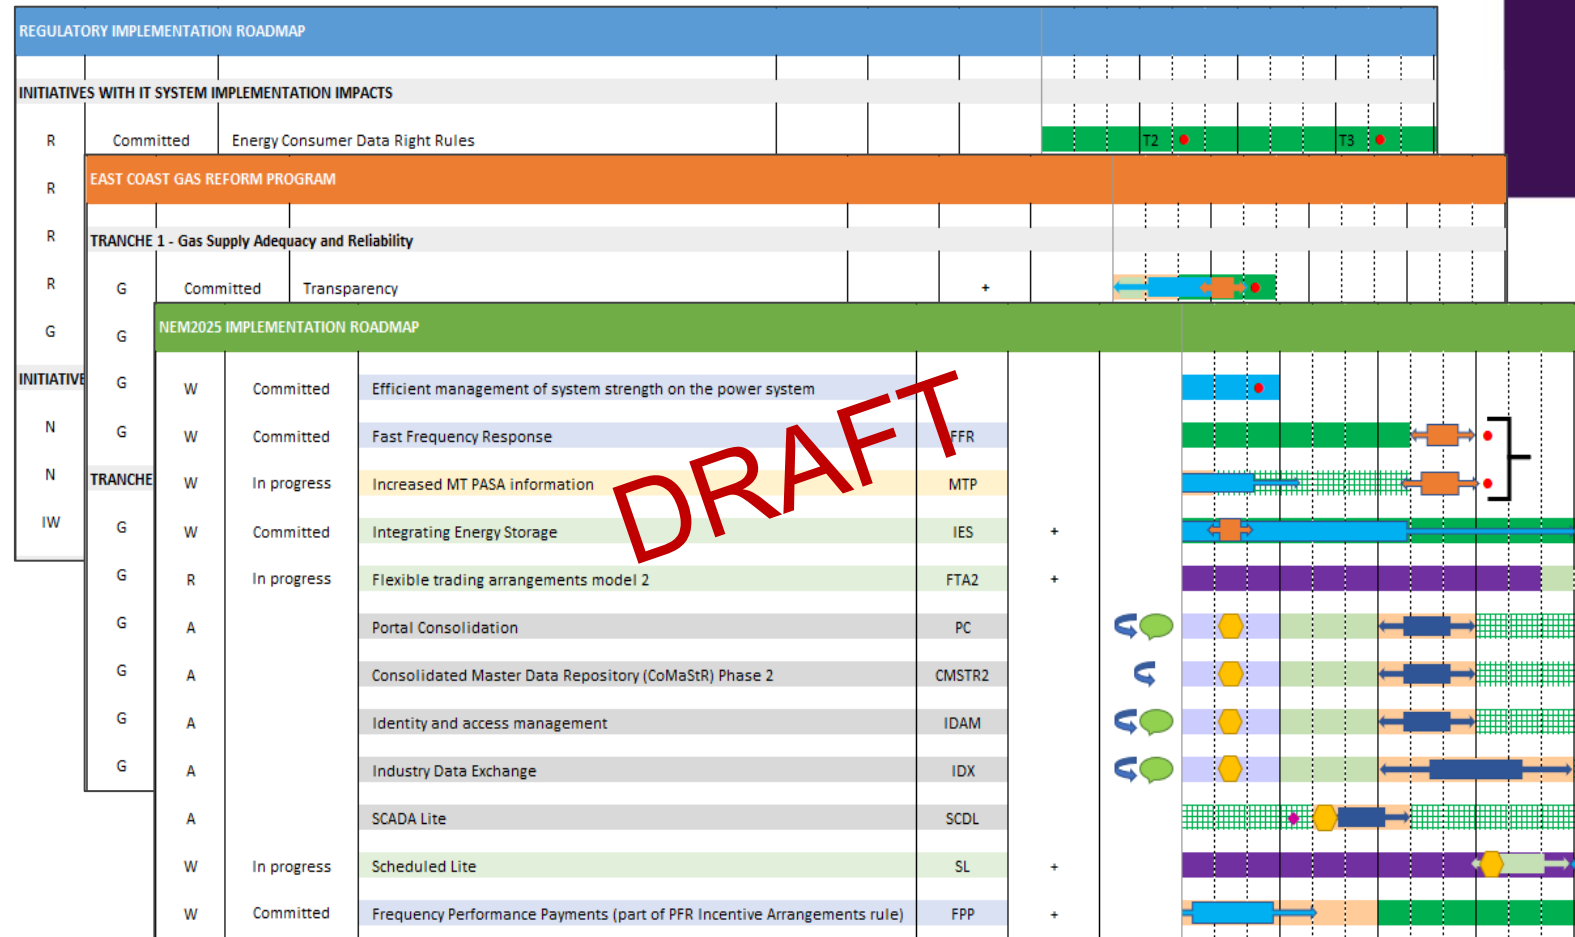 REGULATORY IMPLEMENTATION ROADMAP
INITIATIVES WITH IT SYSTEM IMPLEMENTATION IMPACTS
R Committed Energy Consumer Data Right Rules T2 T3
R
R
R
G
INITIATIVE
N
N
IW
EAST COAST GAS REFORM PROGRAM
TRANCHE 1 - Gas Supply Adequacy and Reliability
G Committed Transparency +
G
G
G
TRANCHE
G
G
G
G
G
G
NEM2025 IMPLEMENTATION ROADMAP
W Committed Efficient management of system strength on the power system
W Committed Fast Frequency Response FFR
W In progress Increased MT PASA information MTP
W Committed Integrating Energy Storage IES +
R In progress Flexible trading arrangements model 2 FTA2 +
A Portal Consolidation PC
A Consolidated Master Data Repository (CoMaStR) Phase 2 CMSTR2
A Identity and access management IDAM
A Industry Data Exchange IDX
A SCADA Lite SCDL
W In progress Scheduled Lite SL +
W Committed Frequency Performance Payments (part of PFR Incentive Arrangements rule) FPP +
DRAFT